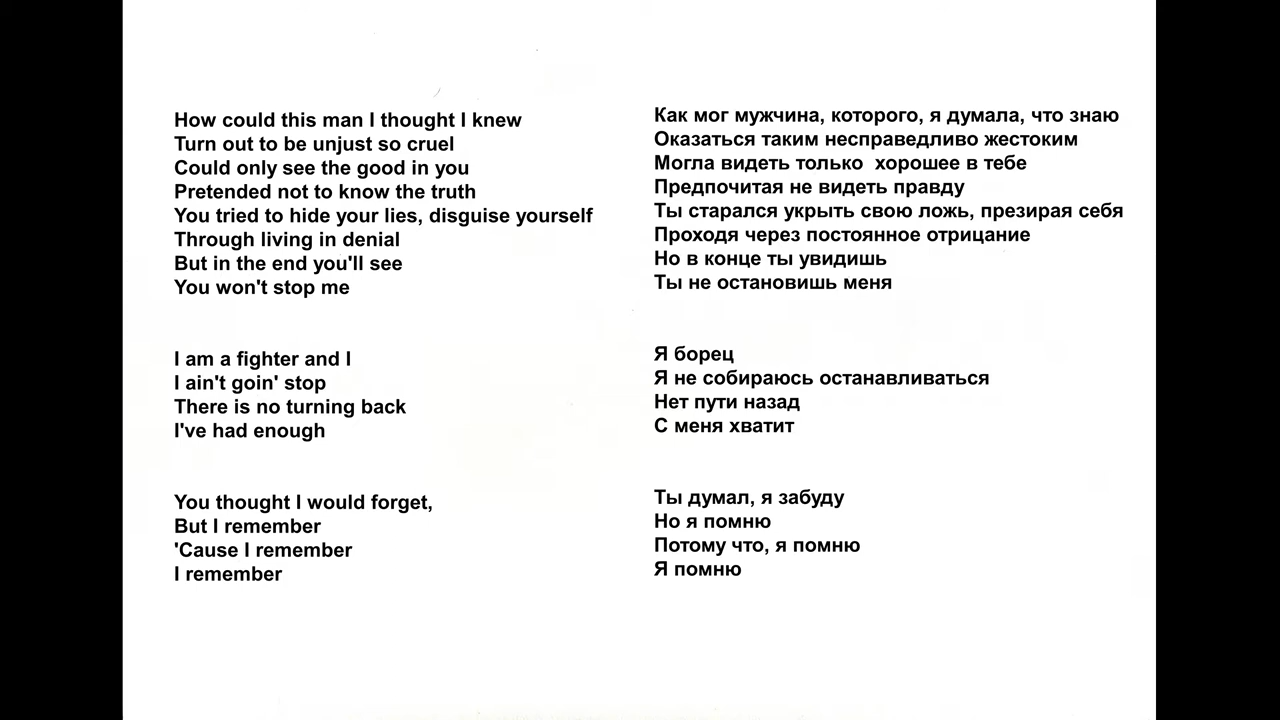 How could this man I thought I knew
Turn out to be unjust so cruel
Could only see the good in you
Pretended not to know the truth
You tried to hide your lies, disguise yourself
Through living in denial
But in the end you'll see
You won't stop me
I am a fighter and I
I ain't goin' stop
There is no turning back
I've had enough
You thought I would forget,
But I remember
'Cause I remember
I remember
Как мог мужчина, которого, я думала, что знаю
Оказаться таким несправедливо жестоким
Могла видеть только  хорошее в тебе
Предпочитая не видеть правду
Ты старался укрыть свою ложь, презирая себя
Проходя через постоянное отрицание
Но в конце ты увидишь
Ты не остановишь меня
Я борец
Я не собираюсь останавливаться
Нет пути назад
С меня хватит
Ты думал, я забуду
Но я помню
Потому что, я помню
Я помню